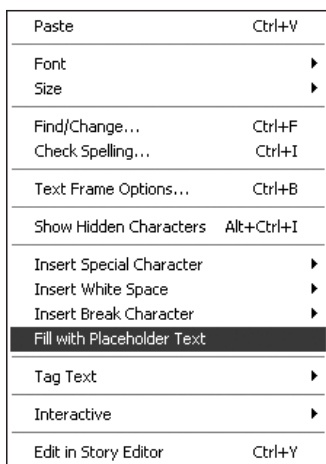 Paste Ctrl+V
Font
Size
Find/Change... Ctrl+F
Check Spelling... Ctrl+I
Text Frame Options... Ctrl+B
Show Hidden Characters Alt+Ctrl+I
Insert Special Character
Insert White Space
Insert Break Character
Fill with Placeholder Text
Tag Text
Interactive
Edit in Story Editor Ctrl+Y